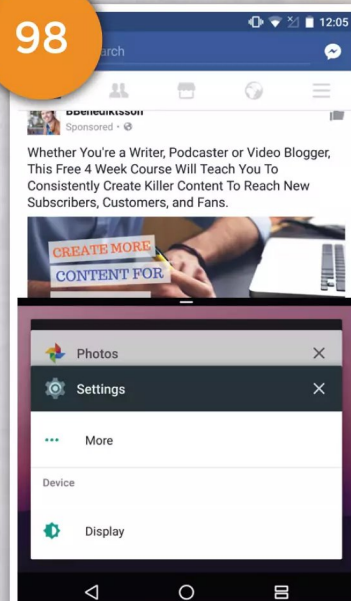 98
12:05
arch
BBenediktsson
Sponsored
Whether You're a Writer, Podcaster or Video Blogger,
This Free 4 Week Course Will Teach You To
Consistently Create Killer Content To Reach New
Subscribers, Customers, and Fans.
CREATE MORE
CONTENT FOR
Photos
Settings
More
Device
Display